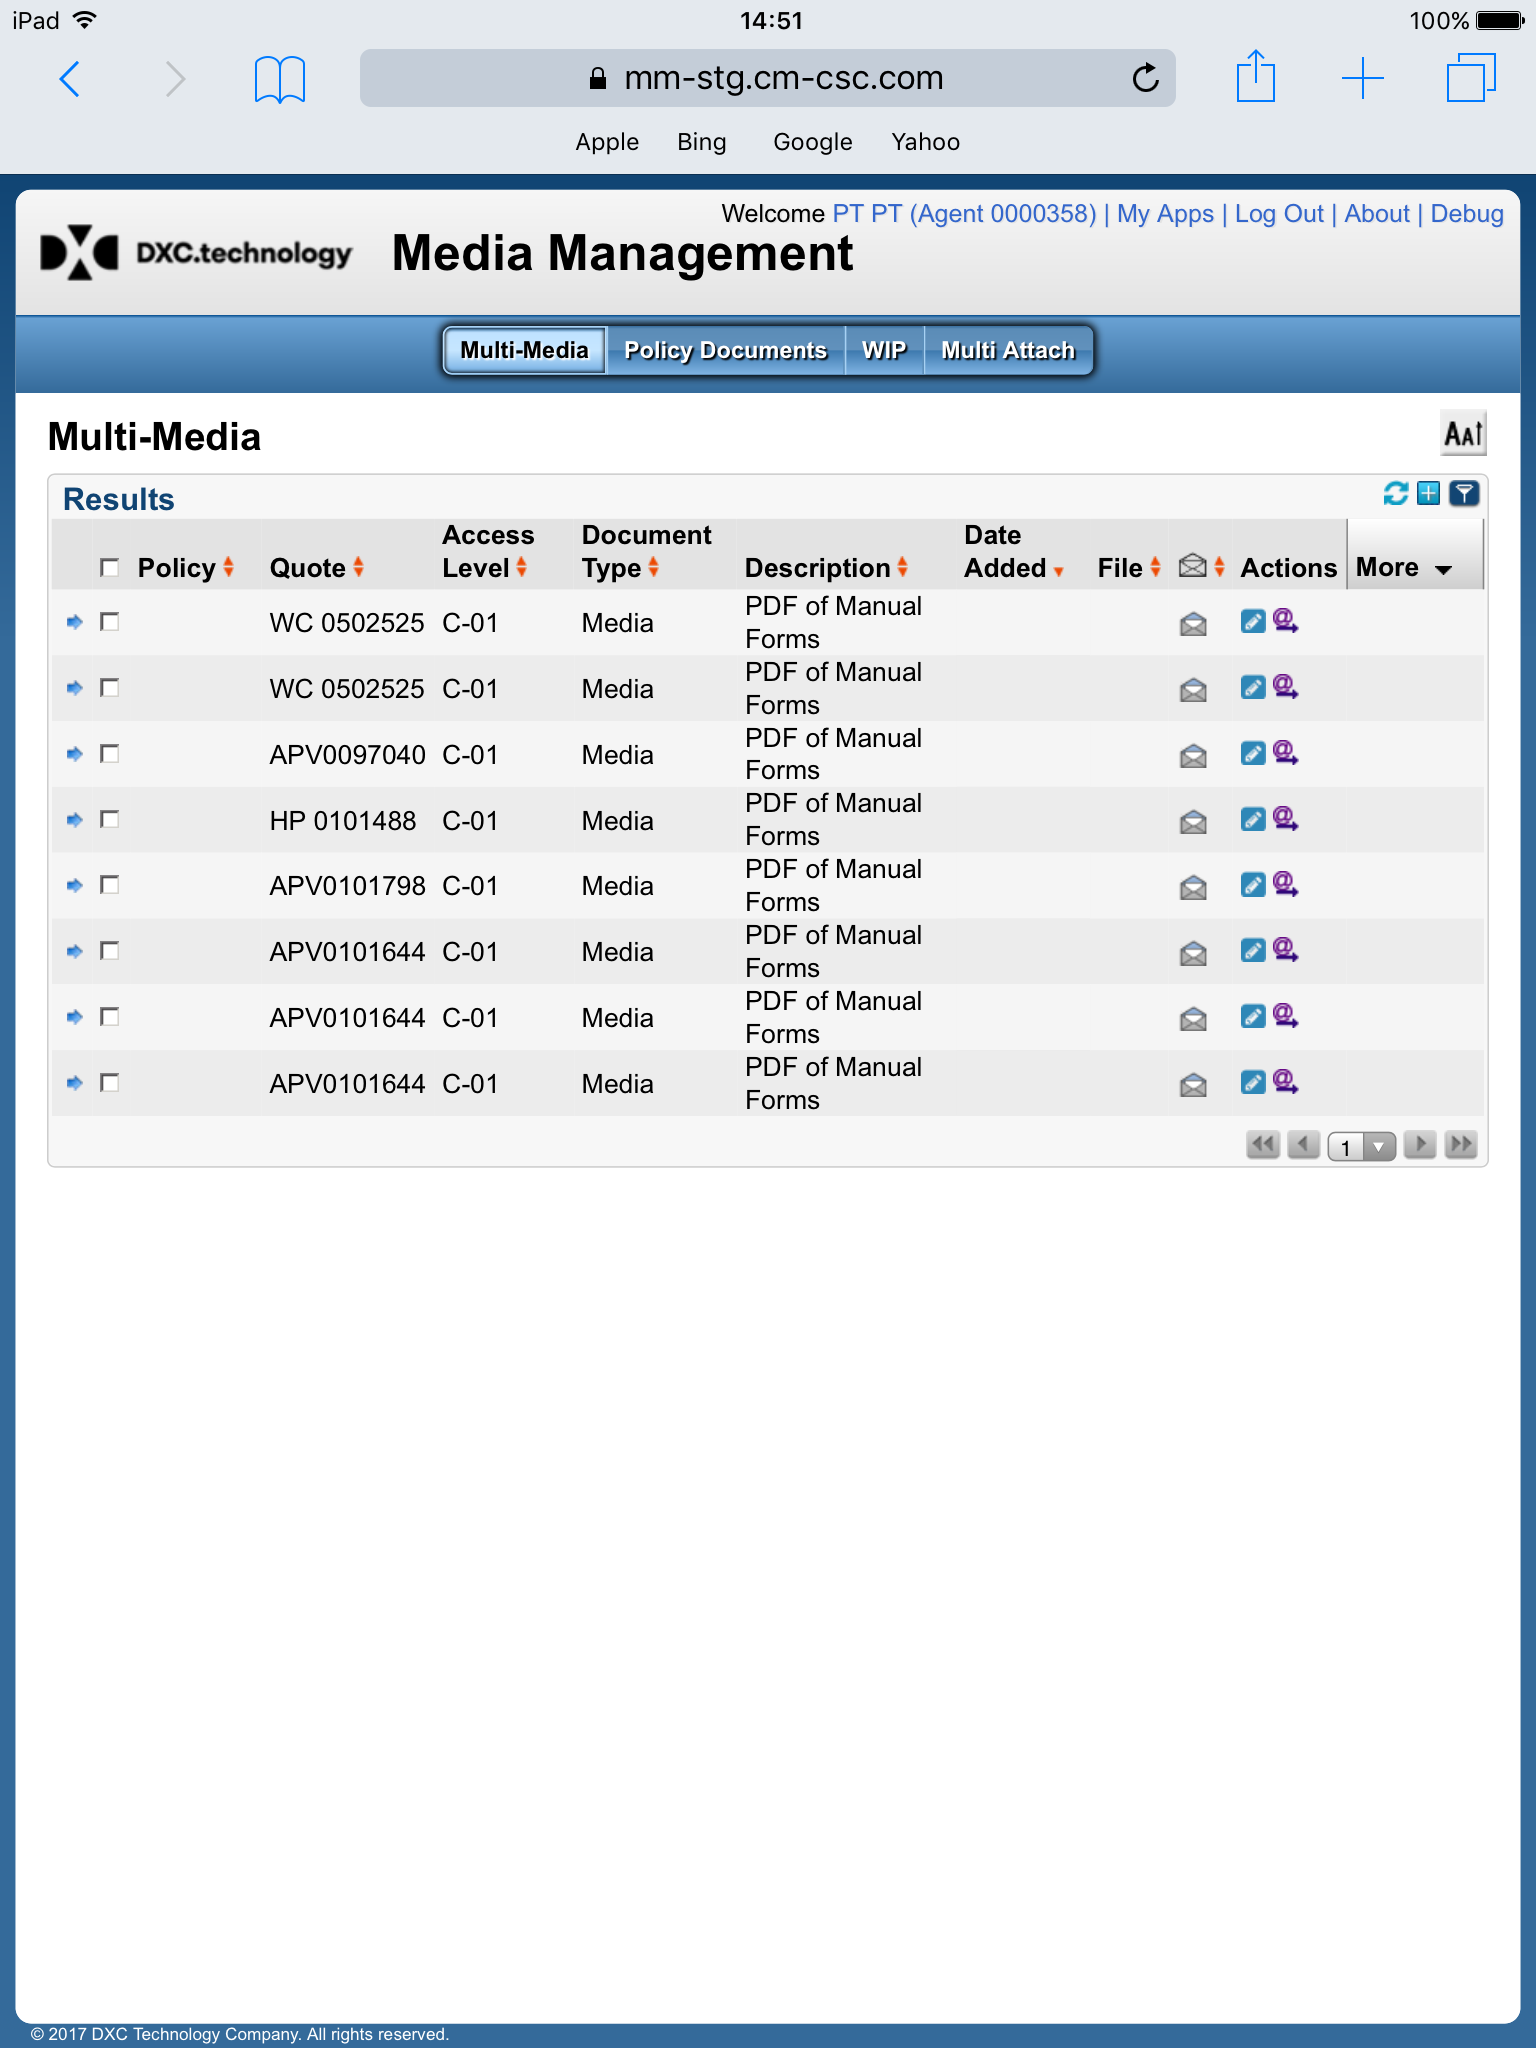 iPad 14:51 100%
mm-stg.cm-csc.com
Apple Bing Google Yahoo
Welcome PT PT (Agent 0000358) | My Apps | Log Out | About | Debug
DXC.technology Media Management
Multi-Media Policy Documents WIP Multi Attach
Multi-Media AA
Results
Policy Quote Access Level Document Type Description Date Added File Actions More
WC 0502525 C-01 Media PDF of Manual Forms
WC 0502525 C-01 Media PDF of Manual Forms
APV0097040 C-01 Media PDF of Manual Forms
HP 0101488 C-01 Media PDF of Manual Forms
APV0101798 C-01 Media PDF of Manual Forms
APV0101644 C-01 Media PDF of Manual Forms
APV0101644 C-01 Media PDF of Manual Forms
APV0101644 C-01 Media PDF of Manual Forms
1
© 2017 DXC Technology Company. All rights reserved.